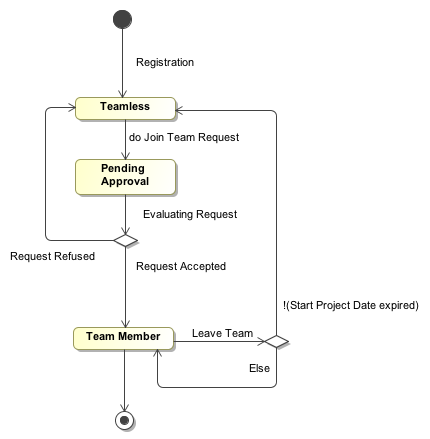 Registration
Teamless
do Join Team Request
Pending
Approval
Evaluating Request
Request Refused
Request Accepted
!(Start Project Date expired)
Team Member
Leave Team
Else